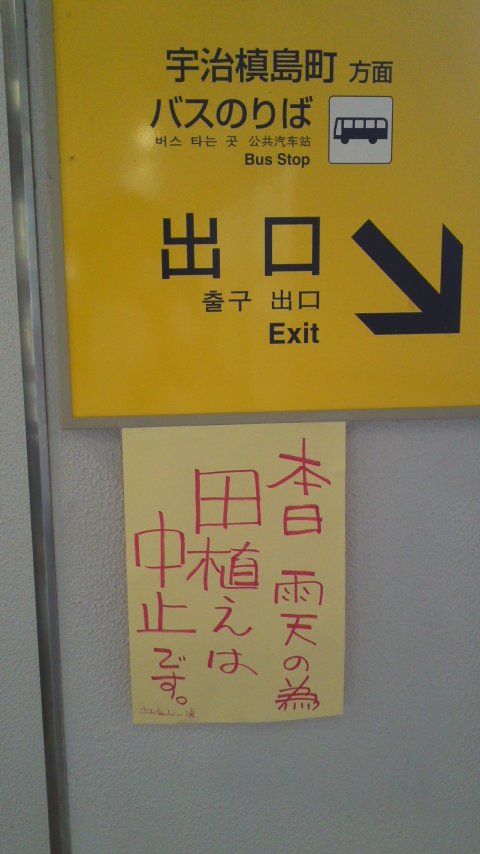 宇治槙島町 方面
バスのりば
버스 타는 곳 公共汽车站
Bus Stop
出口
출구 出口
Exit
本日 雨天の為
田植えは
中止です。